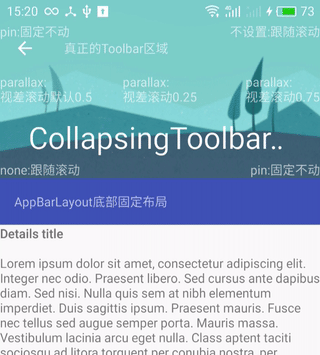 15:20 73
pin:固定不动 不设置:跟随滚动
真正的Toolbar区域
parallax: parallax: parallax:
视差滚动默认0.5 视差滚动0.25 视差滚动0.75
CollapsingToolbar..
none:跟随滚动 pin:固定不动
AppBarLayout底部固定布局
Details title
Lorem ipsum dolor sit amet, consectetur adipiscing elit.
Integer nec odio. Praesent libero. Sed cursus ante dapibus
diam. Sed nisi. Nulla quis sem at nibh elementum
imperdiet. Duis sagittis ipsum. Praesent mauris. Fusce
nec tellus sed augue semper porta. Mauris massa.
Vestibulum lacinia arcu eget nulla. Class aptent taciti
sociosqu ad litora torquent per conubia nostra, per